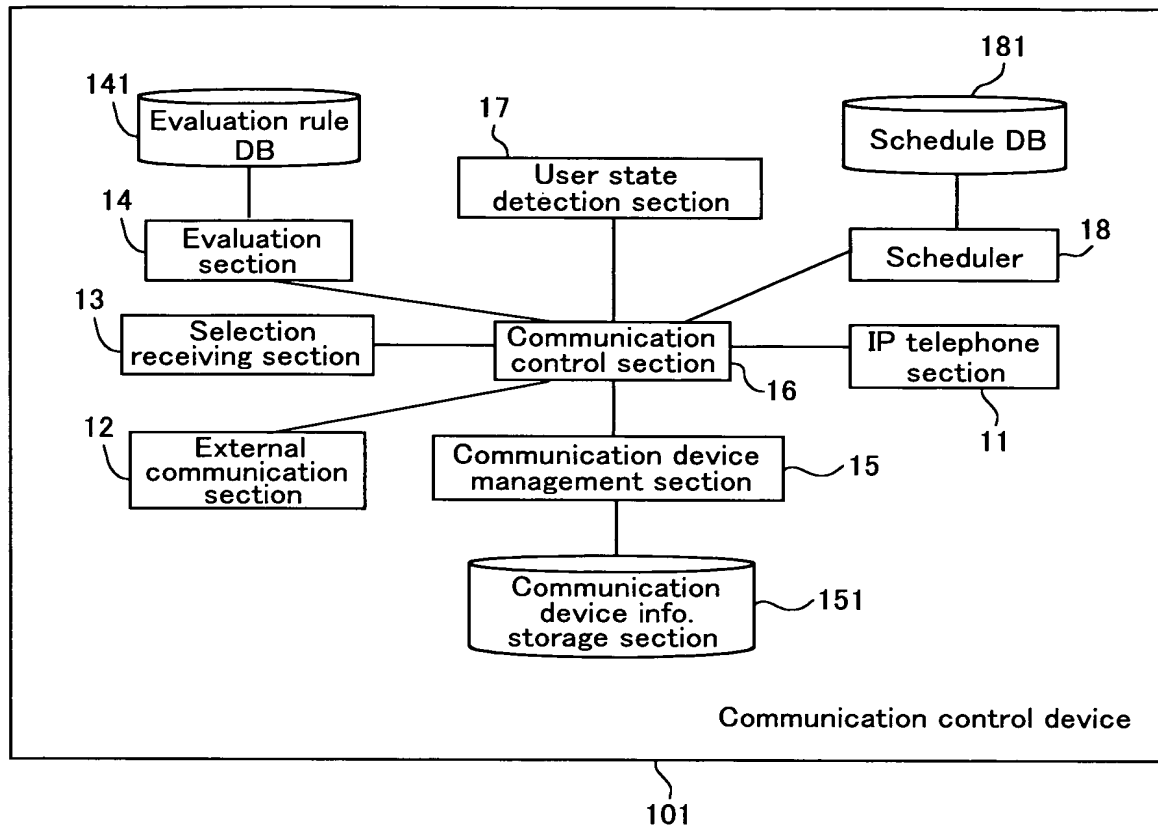 181
141
17
Evaluation rule
DB
Schedule DB
User state
detection section
14
18
Evaluation
section
Scheduler
13
Selection
receiving section
Communication
control section
IP telephone
section
16
12
11
External
communication
section
Communication device
management section
15
Communication
device info.
storage section
151
Communication control device
101